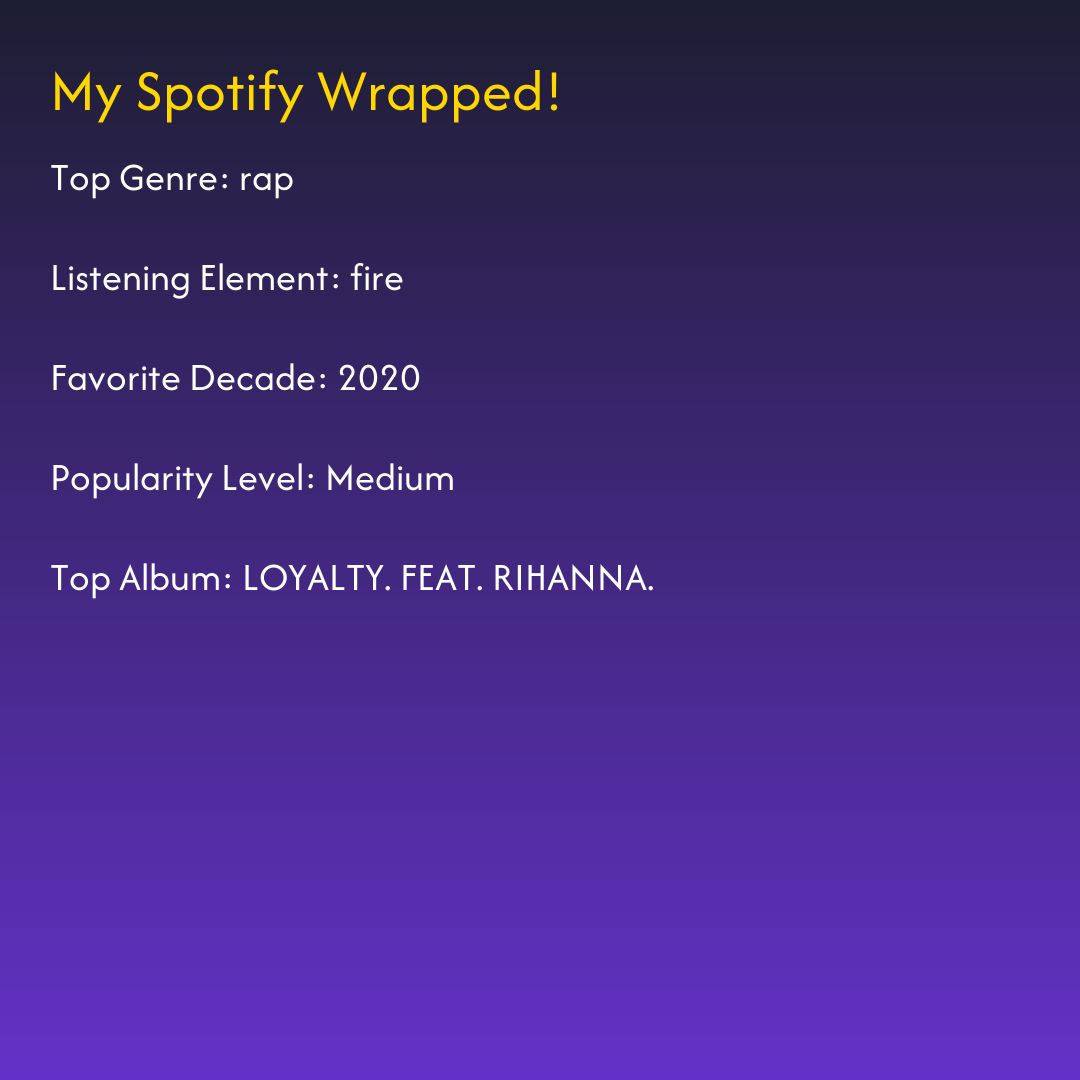 My Spotify Wrapped!
Top Genre: rap
Listening Element: fire
Favorite Decade: 2020
Popularity Level: Medium
Top Album: LOYALTY. FEAT. RIHANNA.